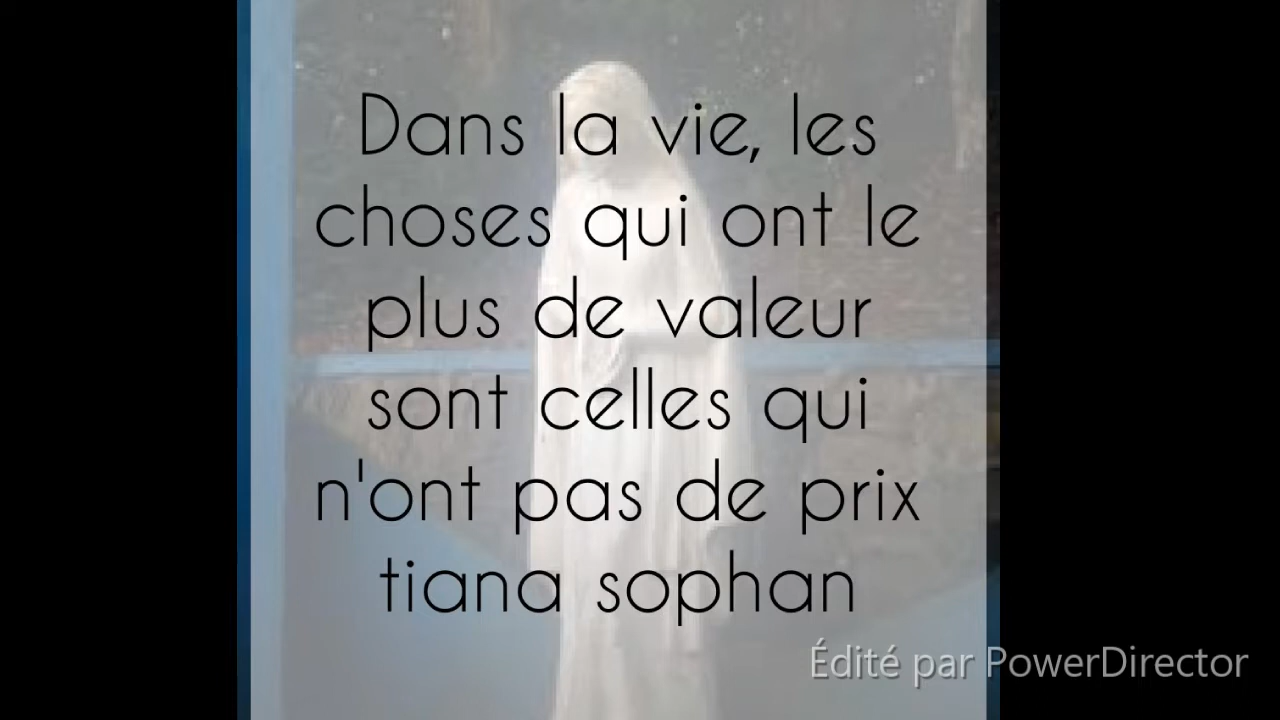 Dans la vie, les
choses qui ont le
plus de valeur
sont celles qui
n'ont pas de prix
tiana sophan
Édité par PowerDirector